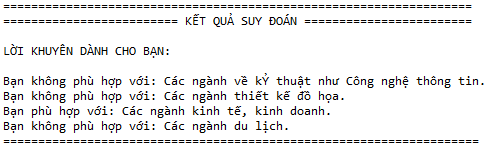 ==============================================================
======================= KẾT QUẢ SUY ĐOÁN ======================
LỜI KHUYÊN DÀNH CHO BẠN:
Bạn không phù hợp với: Các ngành về kỶ thuật như Công nghệ thông tin.
Bạn không phù hợp với: Các ngành thiết kế đồ họa.
Bạn phù hợp với: Các ngành kinh tế, kinh doanh.
Bạn không phù hợp với: Các ngành du lịch.
==============================================================